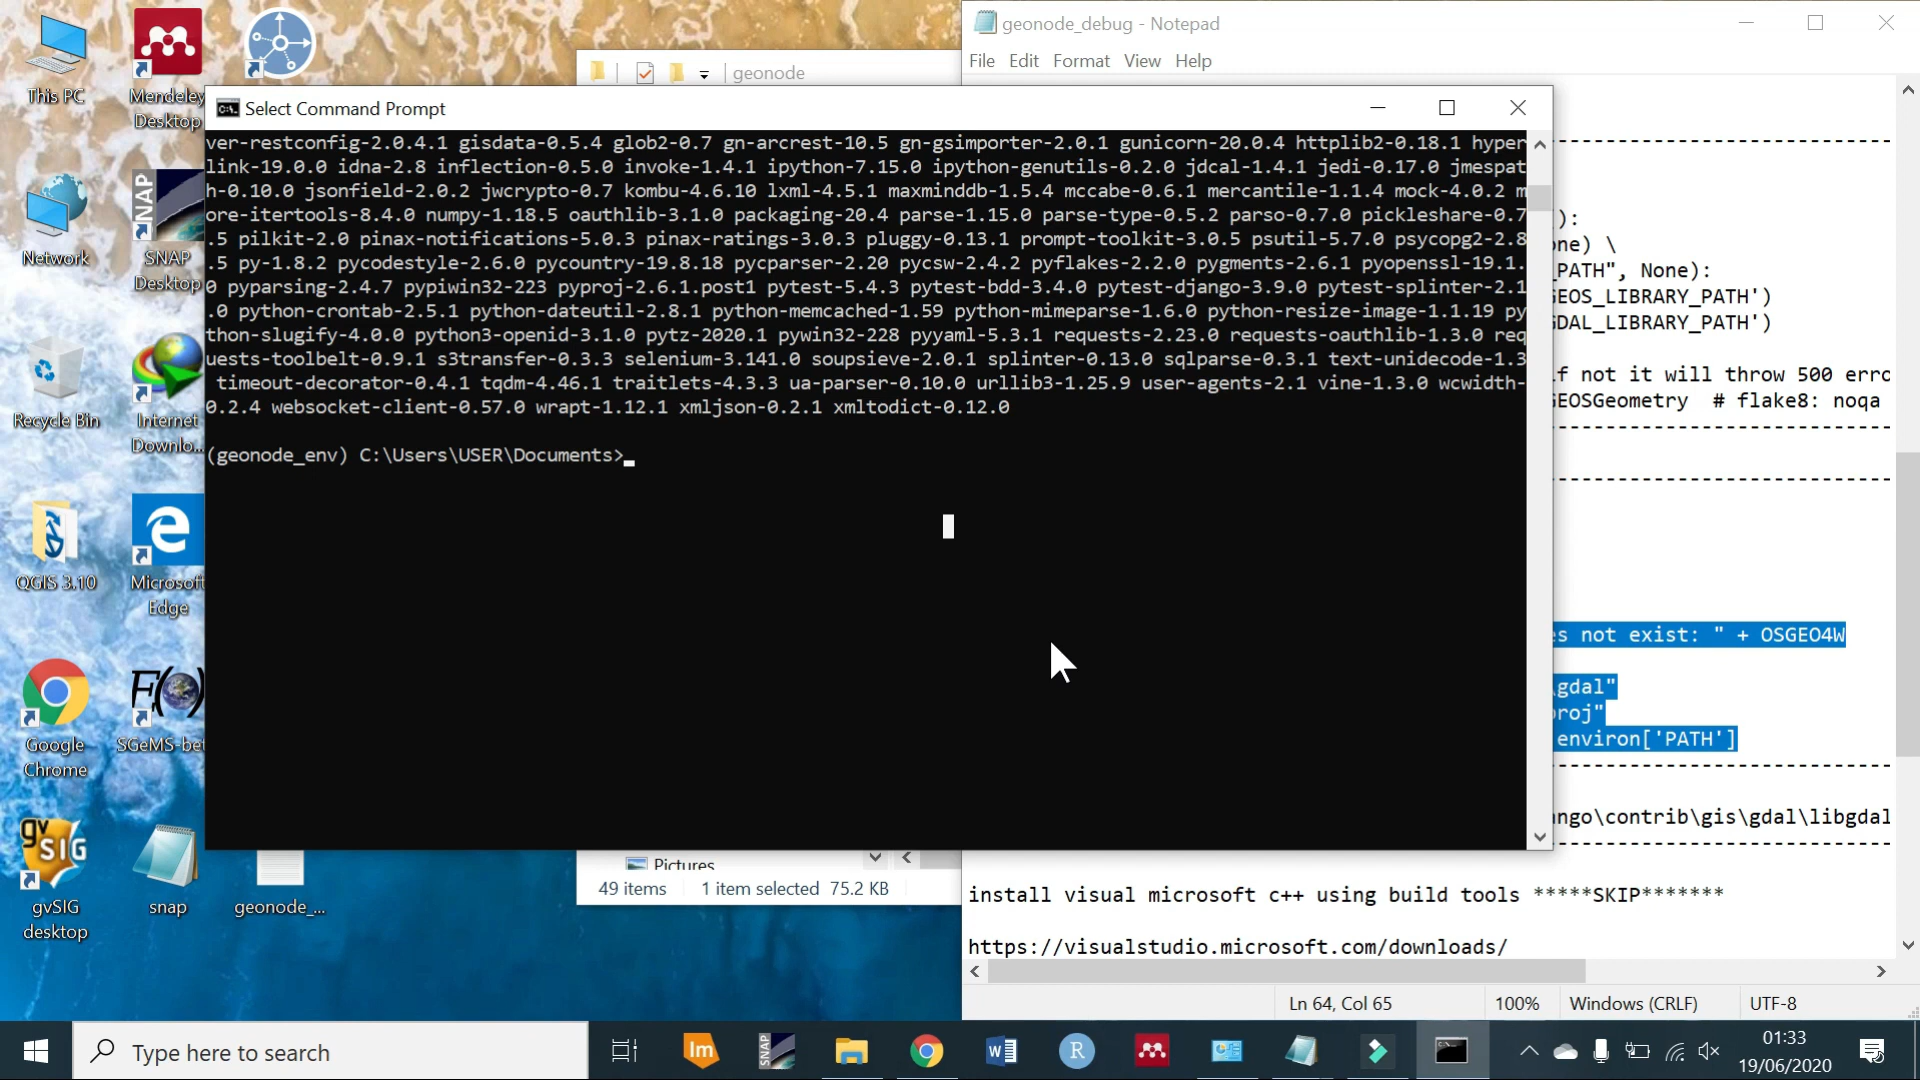 This PC
Mendeley
Desktop
Network
SNAP
SNAP
Desktop
Recycle Bin
Internet
Downlo...
QGIS 3.10
Microsoft
Edge
Google
Chrome
gvSIG
gvSIG
desktop
snap
geonode_...
geonode
geonode_debug - Notepad
File Edit Format View Help
Select Command Prompt
ver-restconfig-2.0.4.1 gisdata-0.5.4 glob2-0.7 gn-arcrest-10.5 gn-gsimporter-2.0.1 gunicorn-20.0.4 httplib2-0.18.1 hyper
link-19.0.0 idna-2.8 inflection-0.5.0 invoke-1.4.1 ipython-7.15.0 ipython-genutils-0.2.0 jdcal-1.4.1 jedi-0.17.0 jmespat
h-0.10.0 jsonfield-2.0.2 jwcrypto-0.7 kombu-4.6.10 lxml-4.5.1 maxminddb-1.5.4 mccabe-0.6.1 mercantile-1.1.4 mock-4.0.2 m
ore-itertools-8.4.0 numpy-1.18.5 oauthlib-3.1.0 packaging-20.4 parse-1.15.0 parse-type-0.5.2 parso-0.7.0 pickleshare-0.7
.5 pilkit-2.0 pinax-notifications-5.0.3 pinax-ratings-3.0.3 pluggy-0.13.1 prompt-toolkit-3.0.5 psutil-5.7.0 psycopg2-2.8
.5 py-1.8.2 pycodestyle-2.6.0 pycountry-19.8.18 pycparser-2.20 pycsw-2.4.2 pyflakes-2.2.0 pygments-2.6.1 pyopenssl-19.1.
0 pyparsing-2.4.7 pypiwin32-223 pyproj-2.6.1.post1 pytest-5.4.3 pytest-bdd-3.4.0 pytest-django-3.9.0 pytest-splinter-2.1
.0 python-crontab-2.5.1 python-dateutil-2.8.1 python-memcached-1.59 python-mimeparse-1.6.0 python-resize-image-1.1.19 py
thon-slugify-4.0.0 python3-openid-3.1.0 pytz-2020.1 pywin32-228 pyyaml-5.3.1 requests-2.23.0 requests-oauthlib-1.3.0 req
uests-toolbelt-0.9.1 s3transfer-0.3.3 selenium-3.141.0 soupsieve-2.0.1 splinter-0.13.0 sqlparse-0.3.1 text-unidecode-1.3
timeout-decorator-0.4.1 tqdm-4.46.1 traitlets-4.3.3 ua-parser-0.10.0 urllib3-1.25.9 user-agents-2.1 vine-1.3.0 wcwidth-
0.2.4 websocket-client-0.57.0 wrapt-1.12.1 xmljson-0.2.1 xmltodict-0.12.0
(geonode_env) C:\Users\USER\Documents>
):
one) \
_PATH", None):
GEOS_LIBRARY_PATH')
GDAL_LIBRARY_PATH')
if not it will throw 500 erro
GEOSGeometry # flake8: noqa
es not exist: " + OSGEO4W
\gdal"
proj"
environ['PATH']
ngo\contrib\gis\gdal\libgdal
install visual microsoft c++ using build tools *****SKIP*******
https://visualstudio.microsoft.com/downloads/
Ln 64, Col 65 100% Windows (CRLF) UTF-8
Pictures
49 items 1 item selected 75.2 KB
Type here to search
Im
SNAP
W
R
01:33
19/06/2020